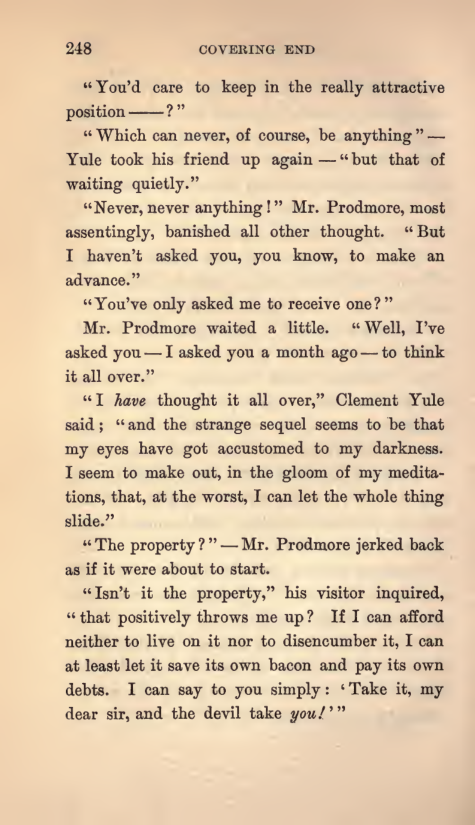 248 COVERING END
“You’d care to keep in the really attractive
position —— ?”
“Which can never, of course, be anything” —
Yule took his friend up again — “but that of
waiting quietly.”
“Never, never anything!” Mr. Prodmore, most
assentingly, banished all other thought. “But
I haven’t asked you, you know, to make an
advance.”
“You’ve only asked me to receive one?”
Mr. Prodmore waited a little. “Well, I’ve
asked you — I asked you a month ago — to think
it all over.”
“I have thought it all over,” Clement Yule
said; “and the strange sequel seems to be that
my eyes have got accustomed to my darkness.
I seem to make out, in the gloom of my medita-
tions, that, at the worst, I can let the whole thing
slide.”
“The property?” — Mr. Prodmore jerked back
as if it were about to start.
“Isn’t it the property,” his visitor inquired,
“that positively throws me up? If I can afford
neither to live on it nor to disencumber it, I can
at least let it save its own bacon and pay its own
debts. I can say to you simply: ‘Take it, my
dear sir, and the devil take you!’”